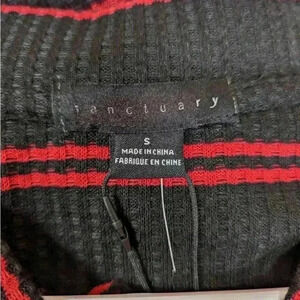 sanctuary
S
MADE IN CHINA
FABRIQUE EN CHINE